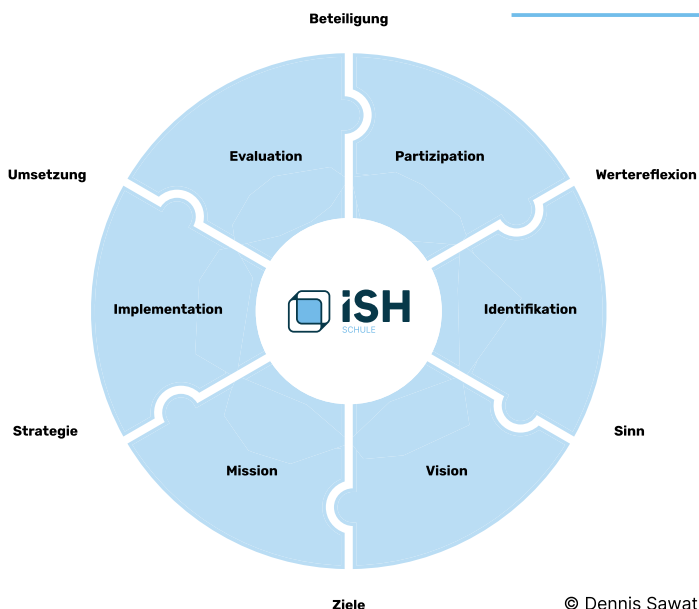 Beteiligung
Evaluation
Partizipation
Umsetzung
Wertereflexion
Implementation
iSH
SCHULE
Identifikation
Strategie
Sinn
Mission
Vision
Ziele
© Dennis Sawat